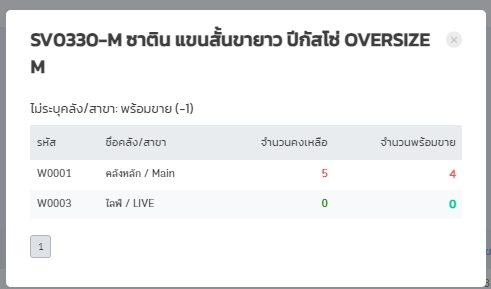 SV0330-M ซาติน แขนสั้นขายาว ปีกัสโซ่ OVERSIZE
M
ไม่ระบุคลัง/สาขา: พร้อมขาย (-1)
รหัส ชื่อคลัง/สาขา จำนวนคงเหลือ จำนวนพร้อมขาย
W0001 คลังหลัก / Main 5 4
W0003 ไลฟ์ / LIVE 0 0
1